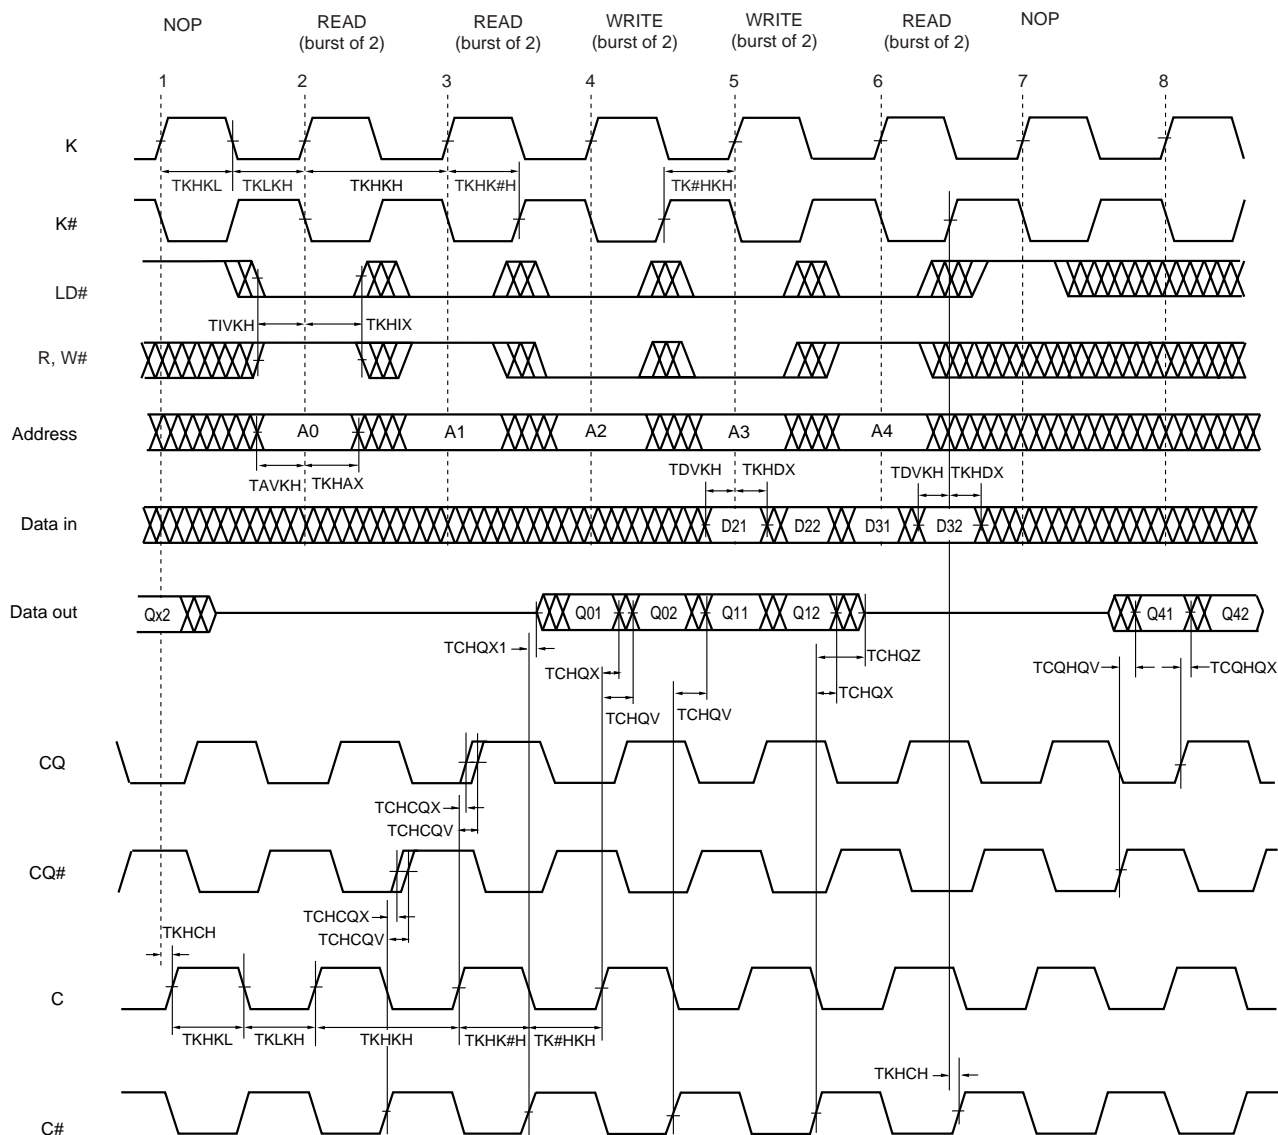 NOP READ READ WRITE WRITE READ NOP
(burst of 2) (burst of 2) (burst of 2) (burst of 2) (burst of 2)
1 2 3 4 5 6 7 8
K
TKHKL TKLKH TKHKH TKHK#H TK#HKH
K#
LD#
TIVKH TKHIX
R, W#
Address A0 A1 A2 A3 A4
TAVKH TKHAX TDVKH TKHDX TDVKH TKHDX
Data in D21 D22 D31 D32
Data out Qx2 Q01 Q02 Q11 Q12 Q41 Q42
TCHQX1 TCHQZ
TCHQX TCQHQV TCQHQX
TCHQX
TCHQV TCHQV
CQ
TCHCQX
TCHCQV
CQ#
TCHCQX
TKHCH
TCHCQV
C
TKHKL TKLKH TKHKH TKHK#H TK#HKH
TKHCH
C#